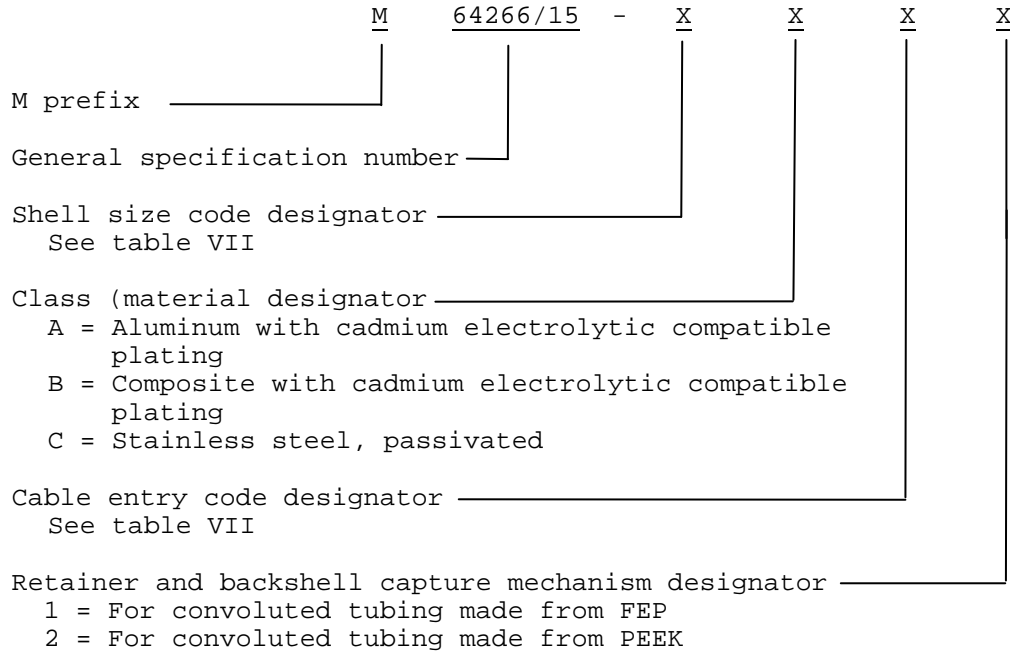 M 64266/15 - X X X X
M prefix
General specification number
Shell size code designator
See table VII
Class (material designator
A = Aluminum with cadmium electrolytic compatible
plating
B = Composite with cadmium electrolytic compatible
plating
C = Stainless steel, passivated
Cable entry code designator
See table VII
Retainer and backshell capture mechanism designator
1 = For convoluted tubing made from FEP
2 = For convoluted tubing made from PEEK